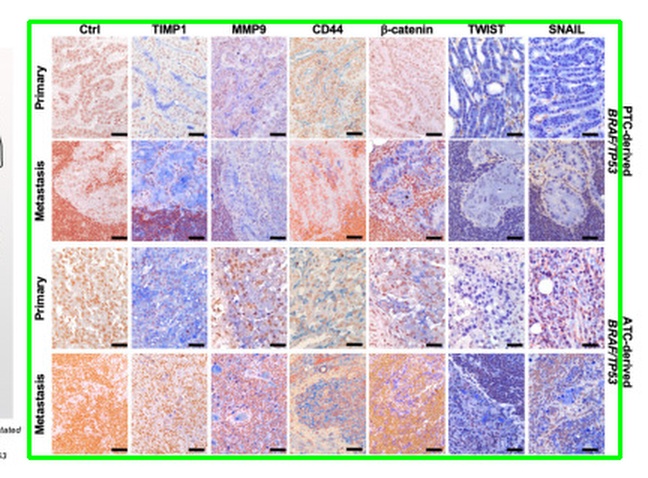 Ctrl TIMP1 MMP9 CD44 β-catenin TWIST SNAIL
Primary
Metastasis
PTC-derived
BRAF/TP53
Primary
Metastasis
ATC-derived
BRAF/TP53